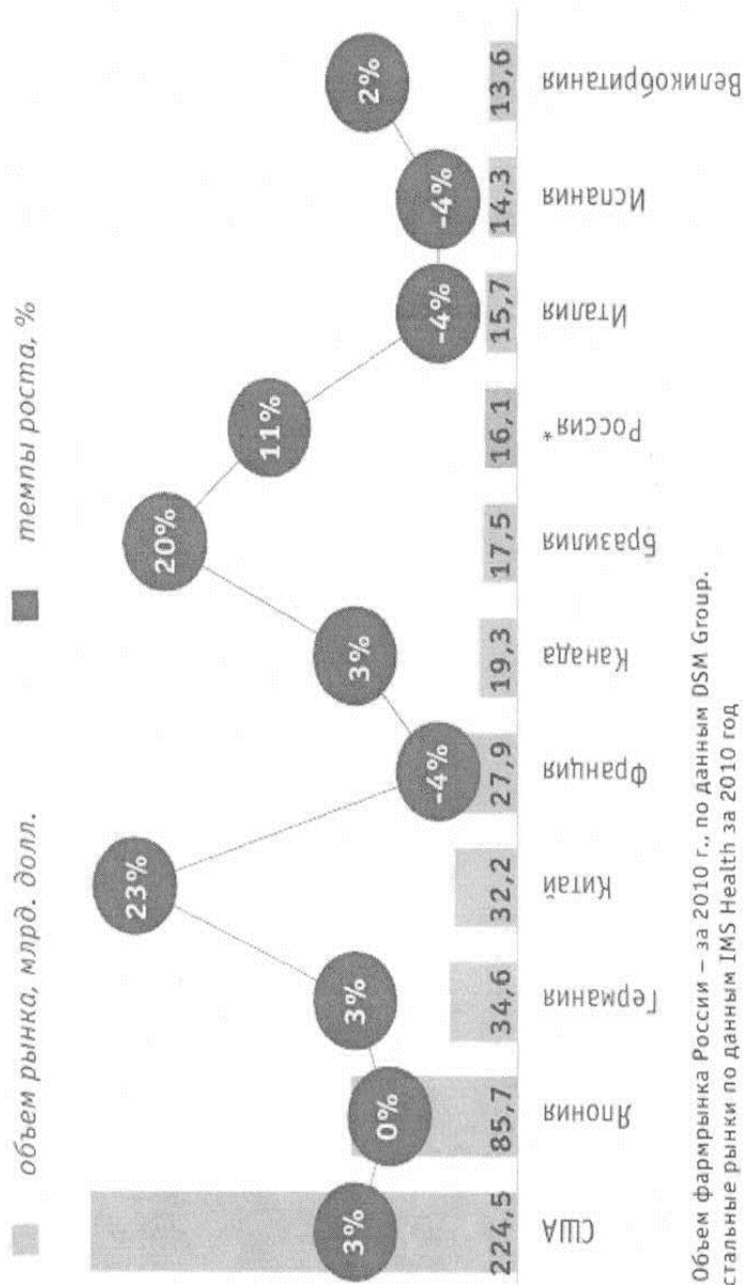 объем рынка, млрд. долл.
темпы роста, %
3%
0%
3%
23%
-4%
3%
20%
11%
-4%
-4%
2%
224,5
85,7
34,6
32,2
27,9
19,3
17,5
16,1
15,7
14,3
13,6
США
Япония
Германия
Китай
Франция
Канада
Бразилия
Россия*
Италия
Испания
Великобритания
Объем фармрынка России – за 2010 г., по данным DSM Group.
стальные рынки по данным IMS Health за 2010 год